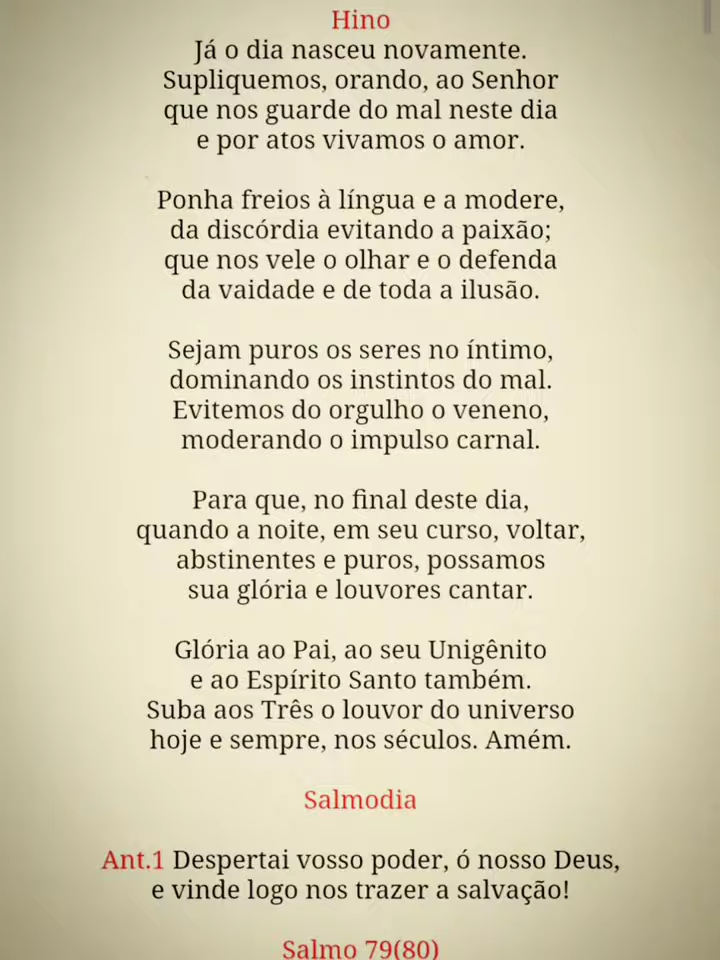 Hino
Já o dia nasceu novamente.
Supliquemos, orando, ao Senhor
que nos guarde do mal neste dia
e por atos vivamos o amor.
Ponha freios à língua e a modere,
da discórdia evitando a paixão;
que nos vele o olhar e o defenda
da vaidade e de toda a ilusão.
Sejam puros os seres no íntimo,
dominando os instintos do mal.
Evitemos do orgulho o veneno,
moderando o impulso carnal.
Para que, no final deste dia,
quando a noite, em seu curso, voltar,
abstinentes e puros, possamos
sua glória e louvores cantar.
Glória ao Pai, ao seu Unigênito
e ao Espírito Santo também.
Suba aos Três o louvor do universo
hoje e sempre, nos séculos. Amém.
Salmodia
Ant.1 Despertai vosso poder, ó nosso Deus,
e vinde logo nos trazer a salvação!
Salmo 79(80)